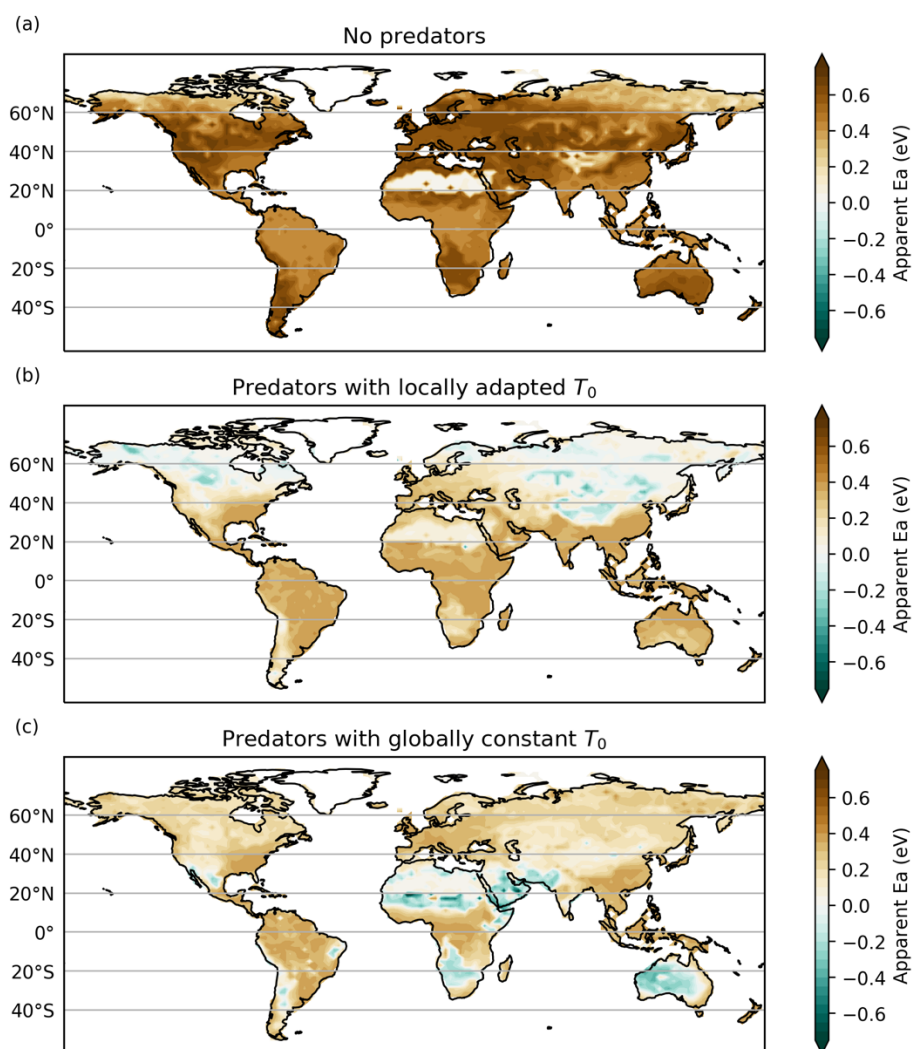 (a)
No predators
60°N
40°N
20°N
0°
20°S
40°S
0.6
0.4
0.2
0.0
−0.2
−0.4
−0.6
Apparent Ea (eV)
(b)
Predators with locally adapted T₀
60°N
40°N
20°N
0°
20°S
40°S
0.6
0.4
0.2
0.0
−0.2
−0.4
−0.6
Apparent Ea (eV)
(c)
Predators with globally constant T₀
60°N
40°N
20°N
0°
20°S
40°S
0.6
0.4
0.2
0.0
−0.2
−0.4
−0.6
Apparent Ea (eV)